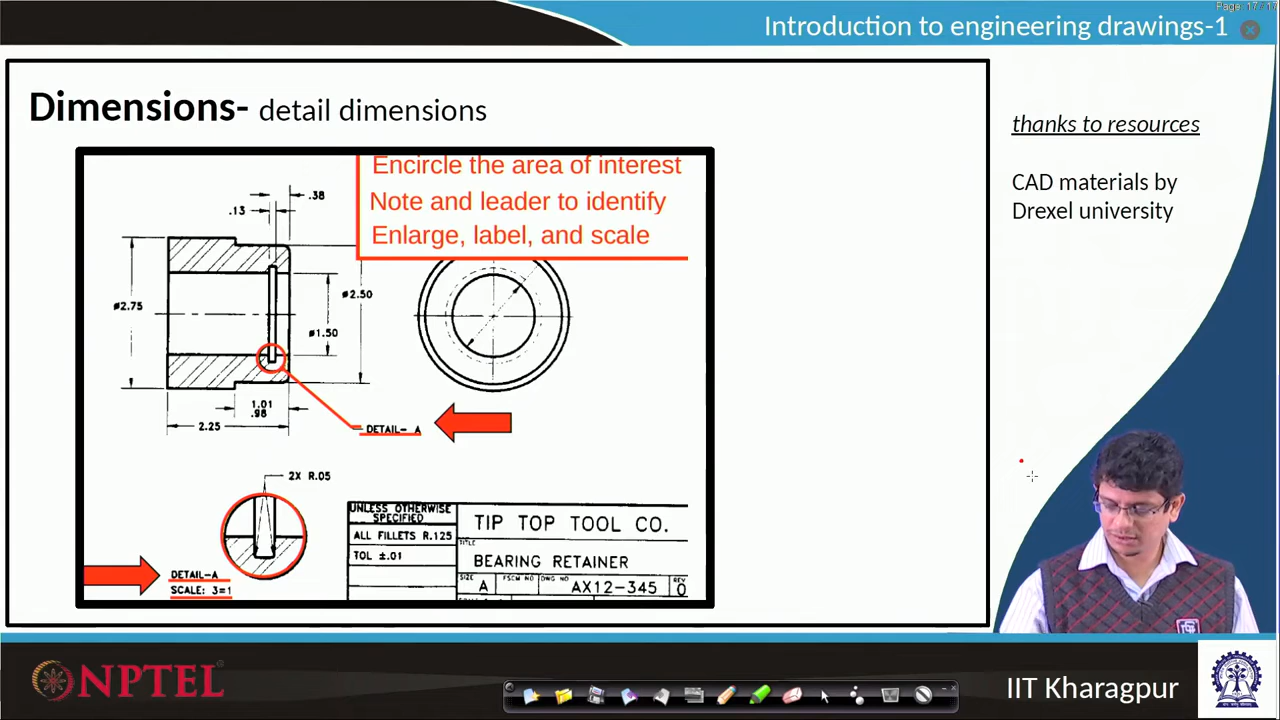 Page: 17 / 17
Introduction to engineering drawings-1
Dimensions- detail dimensions
thanks to resources
CAD materials by
Drexel university
Encircle the area of interest
Note and leader to identify
Enlarge, label, and scale
.38
.13
⌀2.75
⌀2.50
⌀1.50
1.01
.98
2.25
DETAIL- A
2X R.05
DETAIL-A
SCALE: 3=1
UNLESS OTHERWISE
SPECIFIED
ALL FILLETS R.125
TOL ±.01
TIP TOP TOOL CO.
TITLE
BEARING RETAINER
SIZE
A
FSCM NO
DWG NO
AX12-345
REV
0
NPTEL
IIT Kharagpur